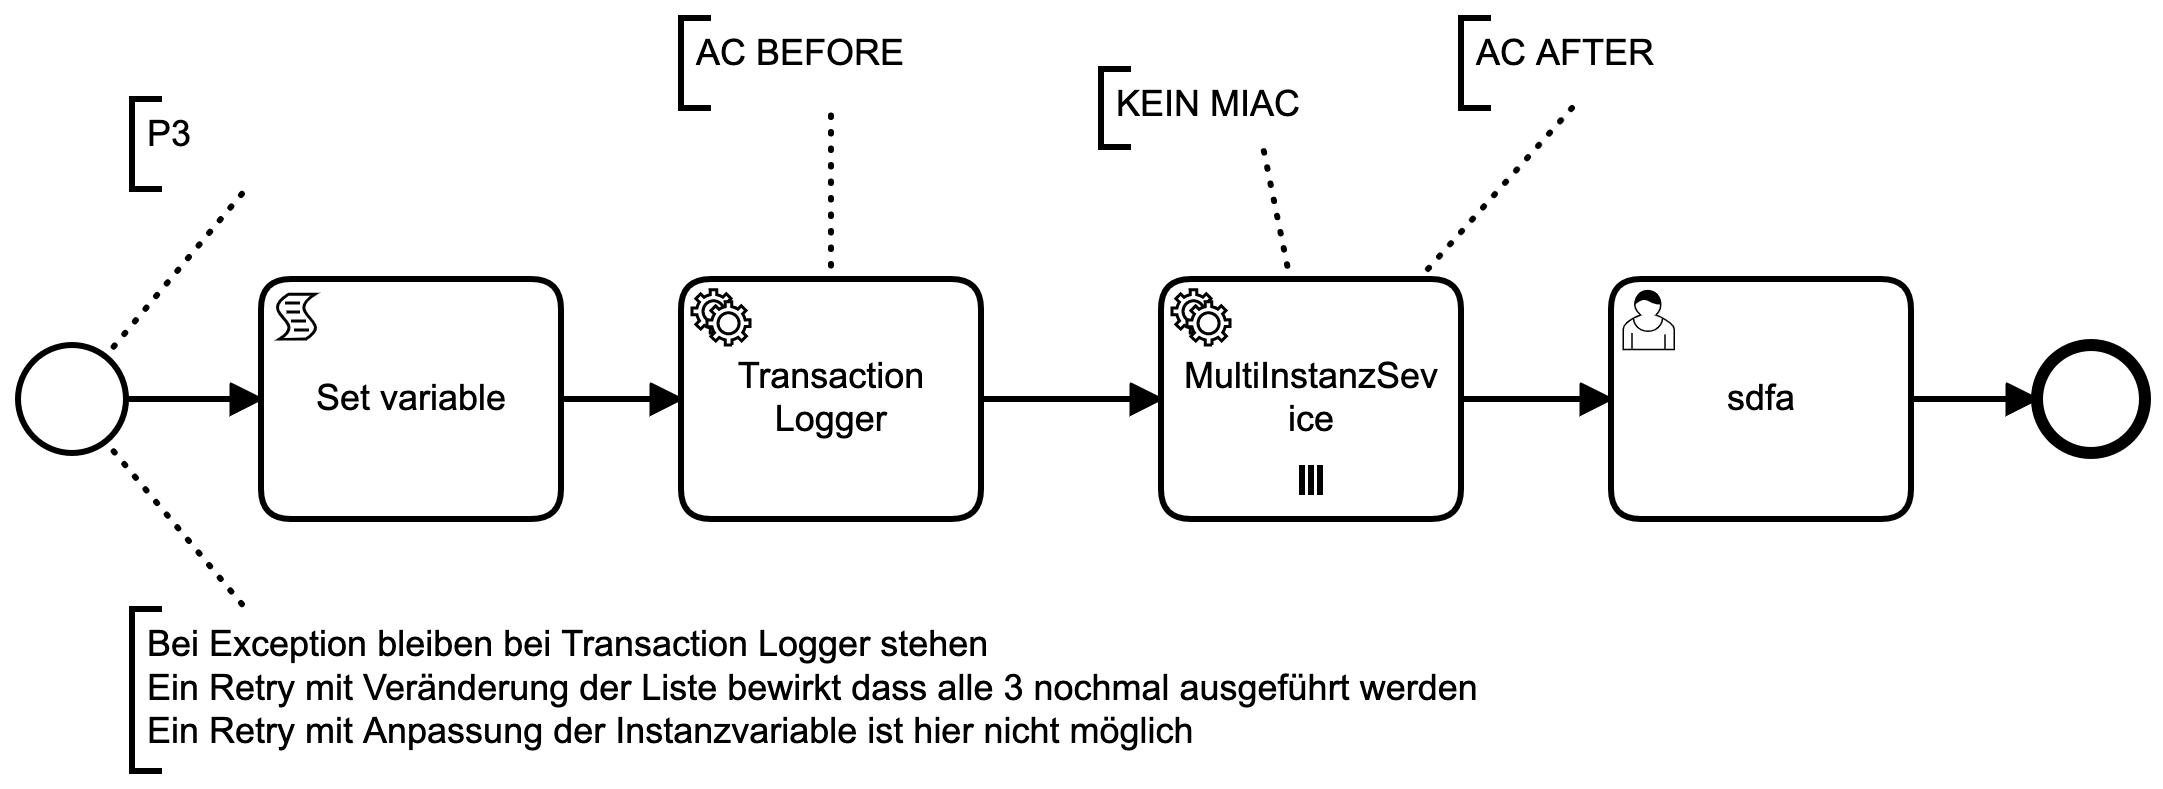 AC BEFORE
AC AFTER
KEIN MIAC
P3
Set variable
Transaction
Logger
MultiInstanzSev
ice
sdfa
Bei Exception bleiben bei Transaction Logger stehen
Ein Retry mit Veränderung der Liste bewirkt dass alle 3 nochmal ausgeführt werden
Ein Retry mit Anpassung der Instanzvariable ist hier nicht möglich